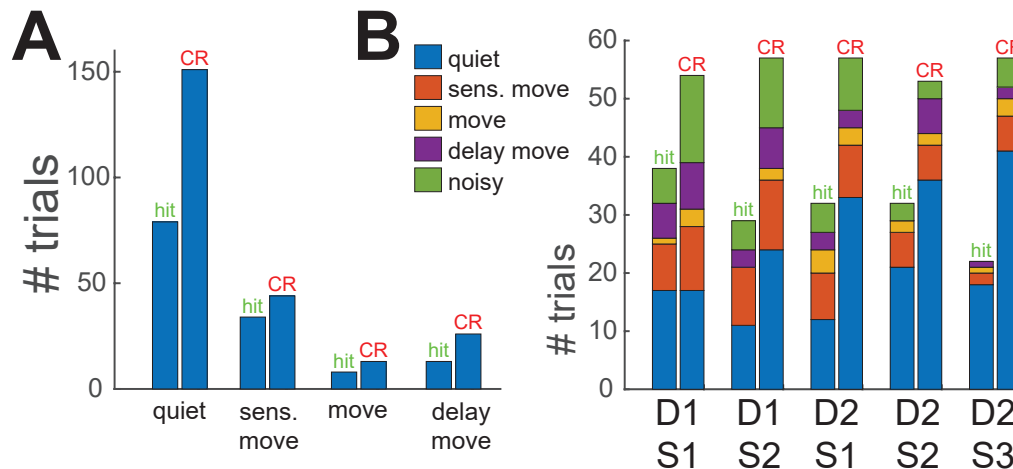 A
# trials
150
100
50
0
hit
CR
hit
CR
hit
CR
hit
CR
quiet
sens.
move
move
delay
move
B
quiet
sens. move
move
delay move
noisy
# trials
60
50
40
30
20
10
0
hit
CR
hit
CR
hit
CR
hit
CR
hit
CR
D1 D1 D2 D2 D2
S1 S2 S1 S2 S3